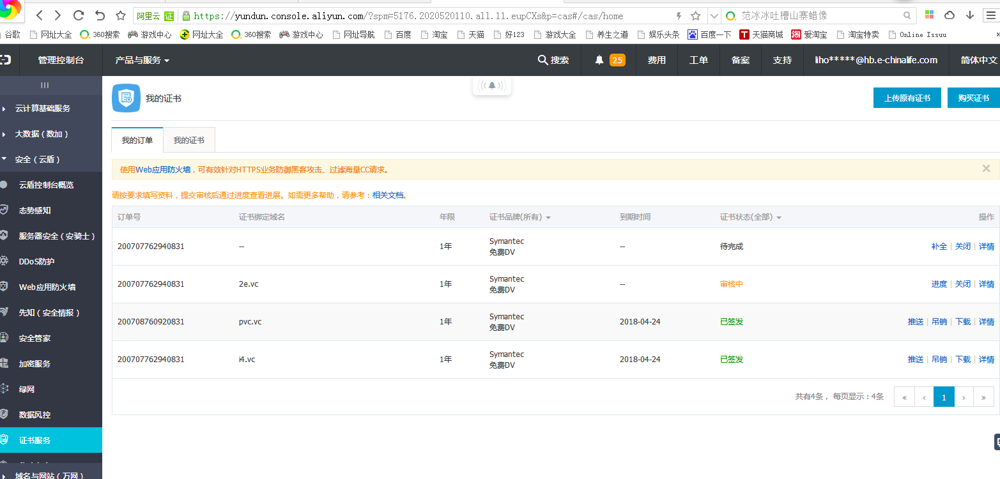 阿里云 证 https://yundun.console.aliyun.com/?spm=5176.2020520110.all.11.eupCXs&p=cas#/cas/home 范冰冰吐槽山寨蜡像
谷歌 网址大全 360搜索 游戏中心 网址大全 360搜索 游戏中心 网址导航 百度 淘宝 天猫 好123 游戏大全 养生之道 娱乐头条 百度一下 天猫商城 爱淘宝 淘宝特卖 Online Issuu
管理控制台 产品与服务 搜索 25 费用 工单 备案 支持 liho*****@hb.e-chinalife.com 简体中文
我的证书 上传原有证书 购买证书
云计算基础服务
大数据（数加）
安全（云盾）
云盾控制台概览
态势感知
服务器安全（安骑士）
DDoS防护
Web应用防火墙
先知（安全情报）
安全管家
加密服务
绿网
数据风控
证书服务
域名与网站（万网）
我的订单 我的证书
使用Web应用防火墙，可有效针对HTTPS业务防御黑客攻击、过滤海量CC请求。
请按要求填写资料，提交审核后通过进度查看进展。如需更多帮助，请参考：相关文档。
订单号 证书绑定域名 年限 证书品牌(所有) 到期时间 证书状态(全部) 操作
200707762940831 -- 1年 Symantec 免费DV -- 待完成 补全 | 关闭 | 详情
200707762940831 2e.vc 1年 Symantec 免费DV -- 审核中 进度 | 关闭 | 详情
200708760920831 pvc.vc 1年 Symantec 免费DV 2018-04-24 已签发 推送 | 吊销 | 下载 | 详情
200707762940831 i4.vc 1年 Symantec 免费DV 2018-04-24 已签发 推送 | 吊销 | 下载 | 详情
共有4条， 每页显示：4条 « ‹ 1 › »